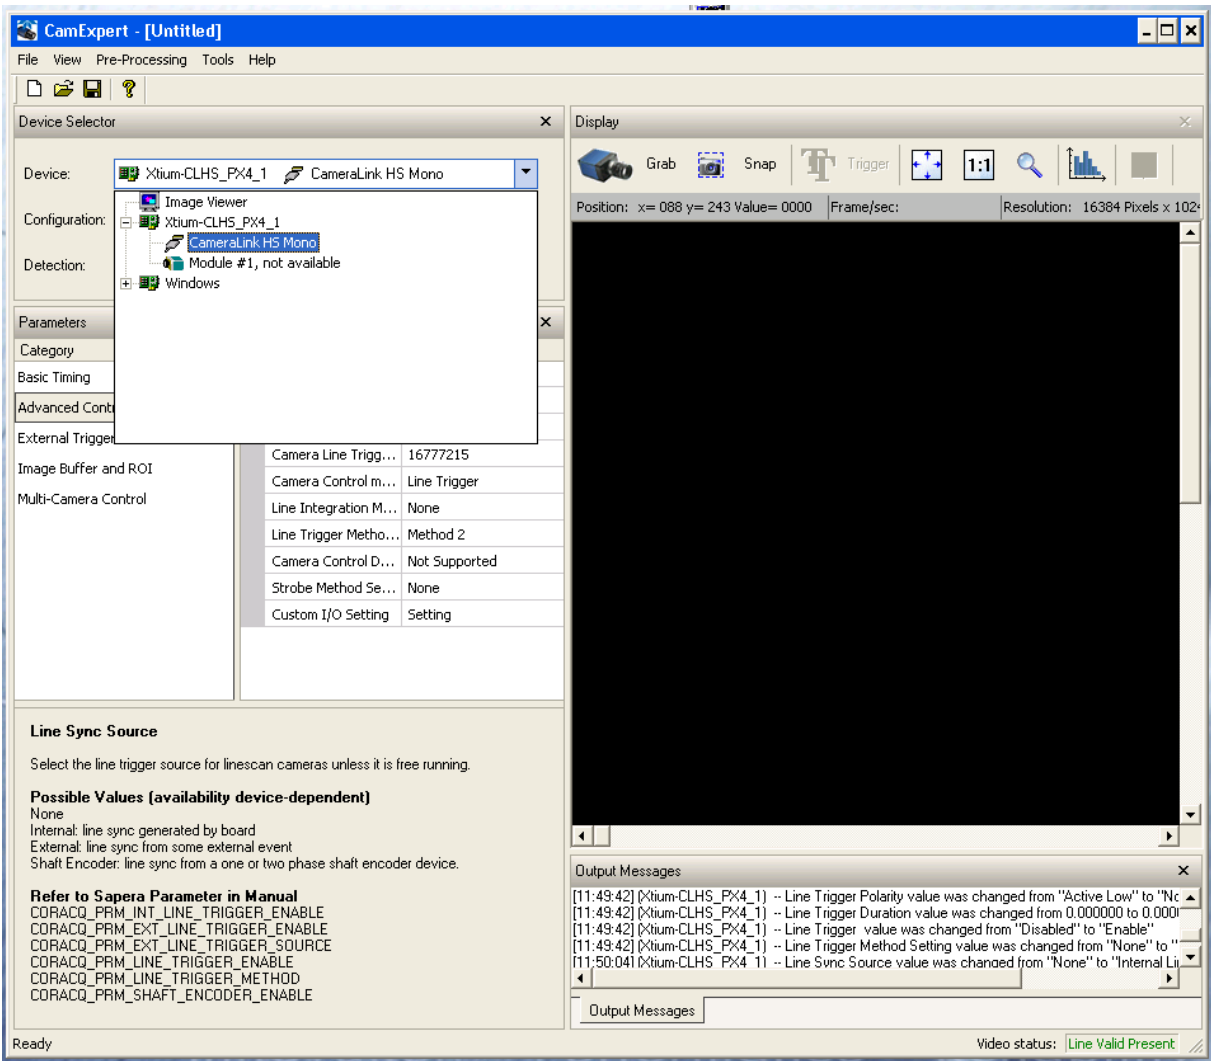 CamExpert - [Untitled]
File View Pre-Processing Tools Help
Device Selector
Device: Xtium-CLHS_PX4_1 CameraLink HS Mono
Image Viewer
Configuration: Xtium-CLHS_PX4_1
CameraLink HS Mono
Detection: Module #1, not available
Windows
Parameters
Category
Basic Timing
Advanced Cont
External Trigger
Image Buffer and ROI
Multi-Camera Control
Camera Line Trigg... 16777215
Camera Control m... Line Trigger
Line Integration M... None
Line Trigger Metho... Method 2
Camera Control D... Not Supported
Strobe Method Se... None
Custom I/O Setting Setting
Line Sync Source
Select the line trigger source for linescan cameras unless it is free running.
Possible Values (availability device-dependent)
None
Internal: line sync generated by board
External: line sync from some external event
Shaft Encoder: line sync from a one or two phase shaft encoder device.
Refer to Sapera Parameter in Manual
CORACQ_PRM_INT_LINE_TRIGGER_ENABLE
CORACQ_PRM_EXT_LINE_TRIGGER_ENABLE
CORACQ_PRM_EXT_LINE_TRIGGER_SOURCE
CORACQ_PRM_LINE_TRIGGER_ENABLE
CORACQ_PRM_LINE_TRIGGER_METHOD
CORACQ_PRM_SHAFT_ENCODER_ENABLE
Display
Grab Snap Trigger 1:1
Position: x= 088 y= 243 Value= 0000 Frame/sec: Resolution: 16384 Pixels x 1024
Output Messages
[11:49:42] (Xtium-CLHS_PX4_1) -- Line Trigger Polarity value was changed from "Active Low" to "Nc
[11:49:42] (Xtium-CLHS_PX4_1) -- Line Trigger Duration value was changed from 0.000000 to 0.000
[11:49:42] (Xtium-CLHS_PX4_1) -- Line Trigger value was changed from "Disabled" to "Enable"
[11:49:42] (Xtium-CLHS_PX4_1) -- Line Trigger Method Setting value was changed from "None" to "
[11:50:04] (Xtium-CLHS_PX4_1) -- Line Sync Source value was changed from "None" to "Internal Li
Output Messages
Ready
Video status: Line Valid Present